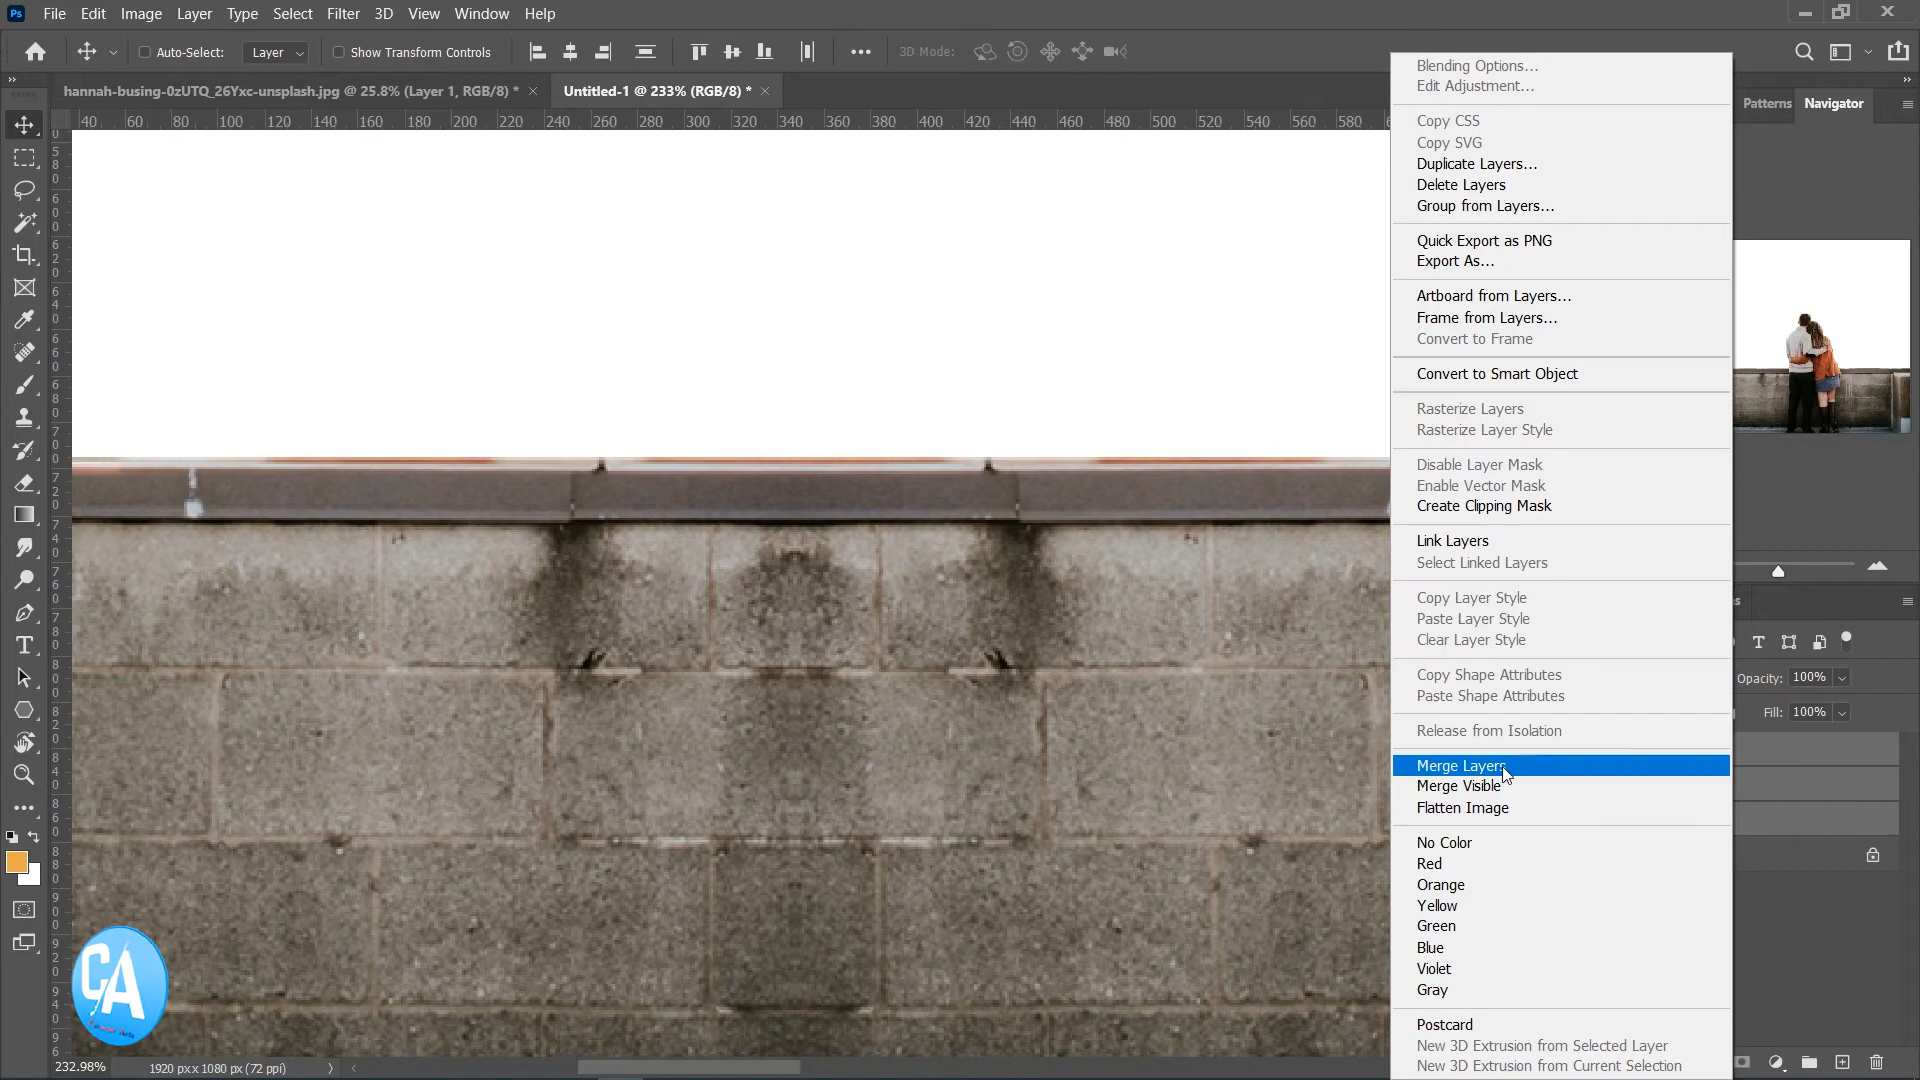 Ps File Edit Image Layer Type Select Filter 3D View Window Help
Auto-Select: Layer Show Transform Controls 3D Mode:
hannah-busing-0zUTQ_26Yxc-unsplash.jpg @ 25.8% (Layer 1, RGB/8) * Untitled-1 @ 233% (RGB/8) *
40 60 80 100 120 140 160 180 200 220 240 260 280 300 320 340 360 380 400 420 440 460 480 500 520 540 560 580
Patterns Navigator
Blending Options...
Edit Adjustment...
Copy CSS
Copy SVG
Duplicate Layers...
Delete Layers
Group from Layers...
Quick Export as PNG
Export As...
Artboard from Layers...
Frame from Layers...
Convert to Frame
Convert to Smart Object
Rasterize Layers
Rasterize Layer Style
Disable Layer Mask
Enable Vector Mask
Create Clipping Mask
Link Layers
Select Linked Layers
Copy Layer Style
Paste Layer Style
Clear Layer Style
Copy Shape Attributes
Paste Shape Attributes
Release from Isolation
Merge Layers
Merge Visible
Flatten Image
No Color
Red
Orange
Yellow
Green
Blue
Violet
Gray
Postcard
New 3D Extrusion from Selected Layer
New 3D Extrusion from Current Selection
Opacity: 100%
Fill: 100%
CA
232.98% 1920 px x 1080 px (72 ppi)